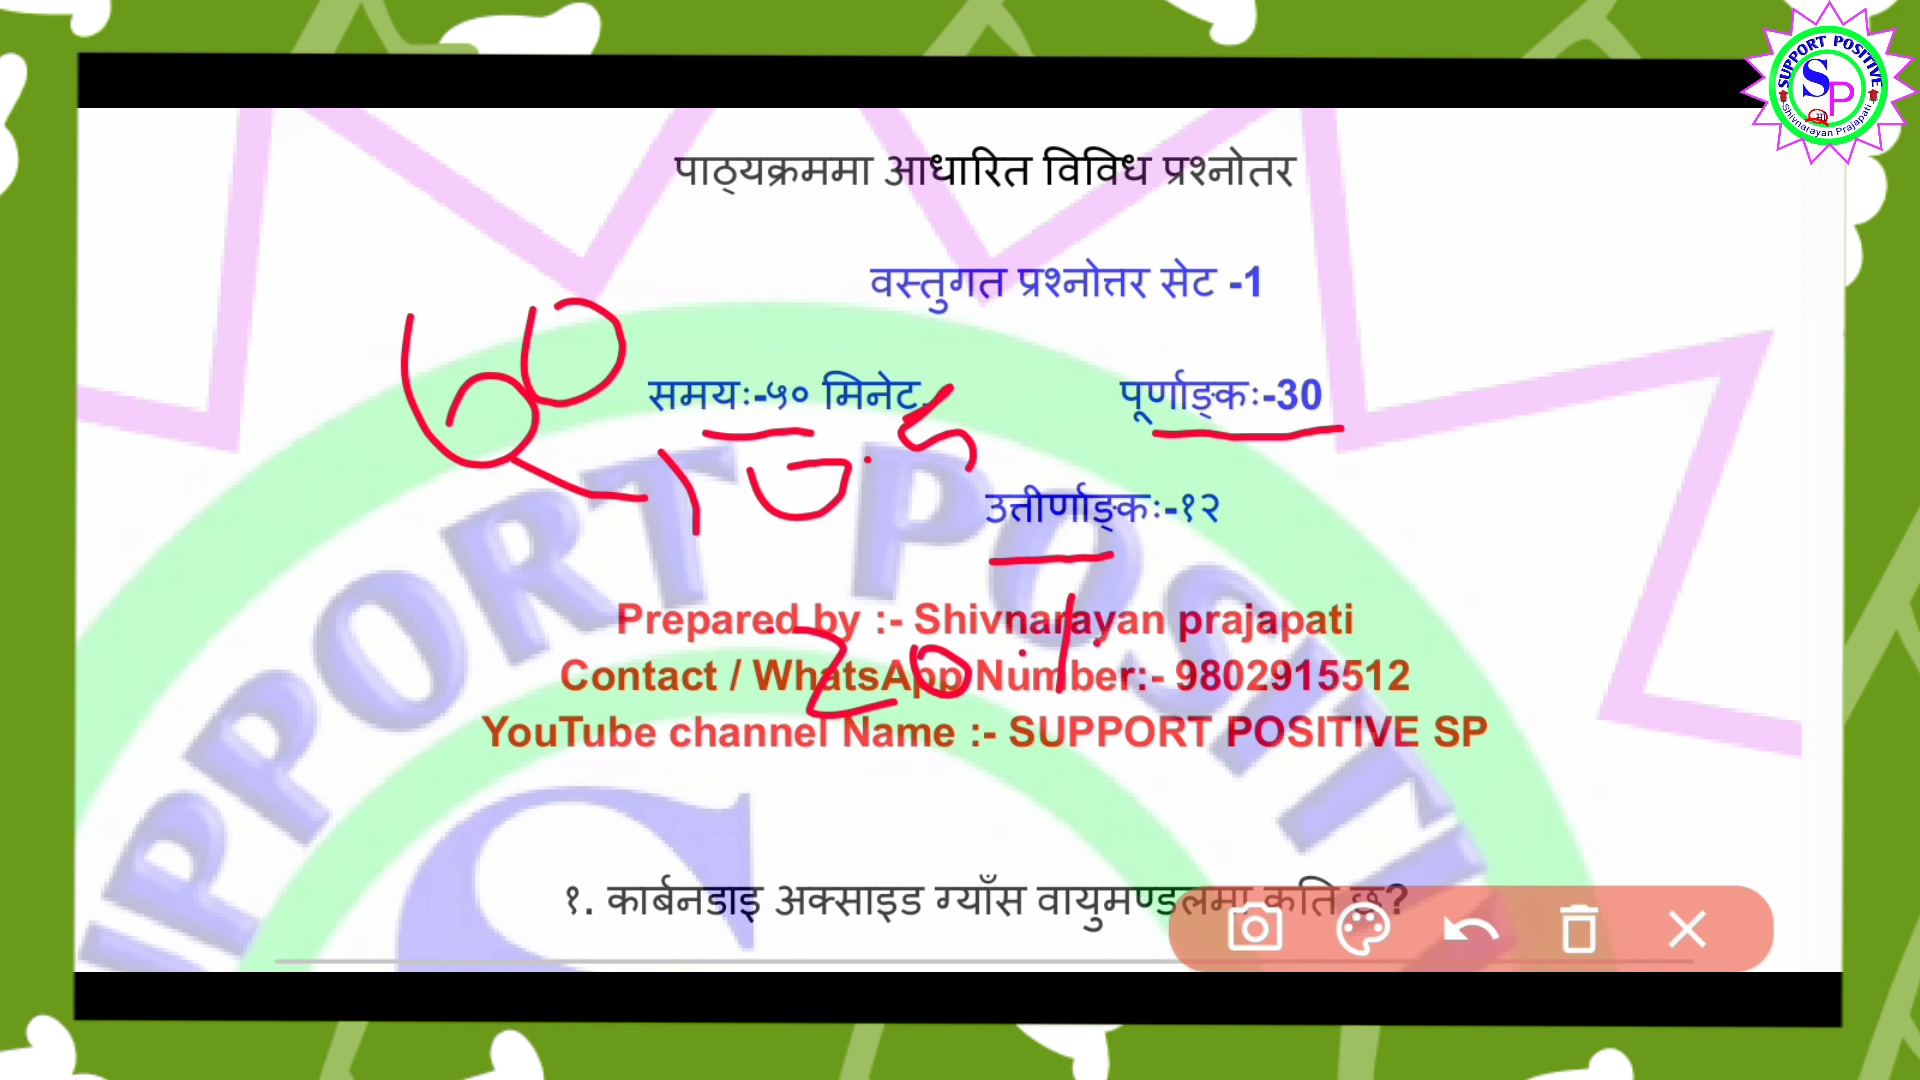 SUPPORT POSITIVE
SP
Shivnarayan Prajapati
पाठ्यक्रममा आधारित विविध प्रश्नोतर
वस्तुगत प्रश्नोत्तर सेट -1
समयः-५० मिनेट
पूर्णाङ्कः-30
60
उत्तीर्णाङ्कः-१२
Prepared by :- Shivnarayan prajapati
Contact / WhatsApp Number:- 9802915512
YouTube channel Name :- SUPPORT POSITIVE SP
20
१. कार्बनडाइ अक्साइड ग्याँस वायुमण्डलमा कति छ?